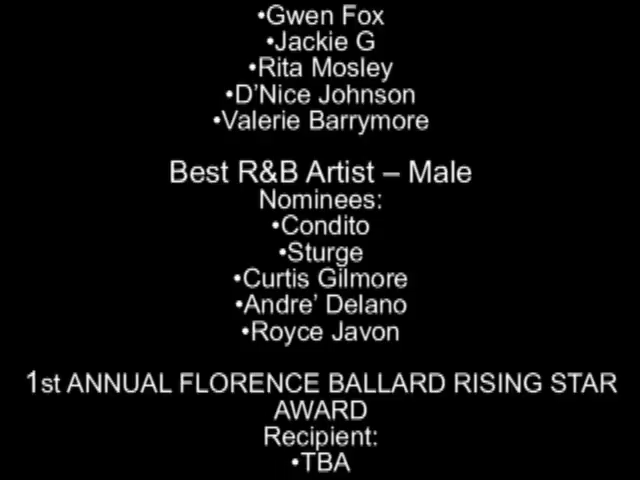 •Gwen Fox
•Jackie G
•Rita Mosley
•D’Nice Johnson
•Valerie Barrymore
Best R&B Artist – Male
Nominees:
•Condito
•Sturge
•Curtis Gilmore
•Andre’ Delano
•Royce Javon
1st ANNUAL FLORENCE BALLARD RISING STAR
AWARD
Recipient:
•TBA